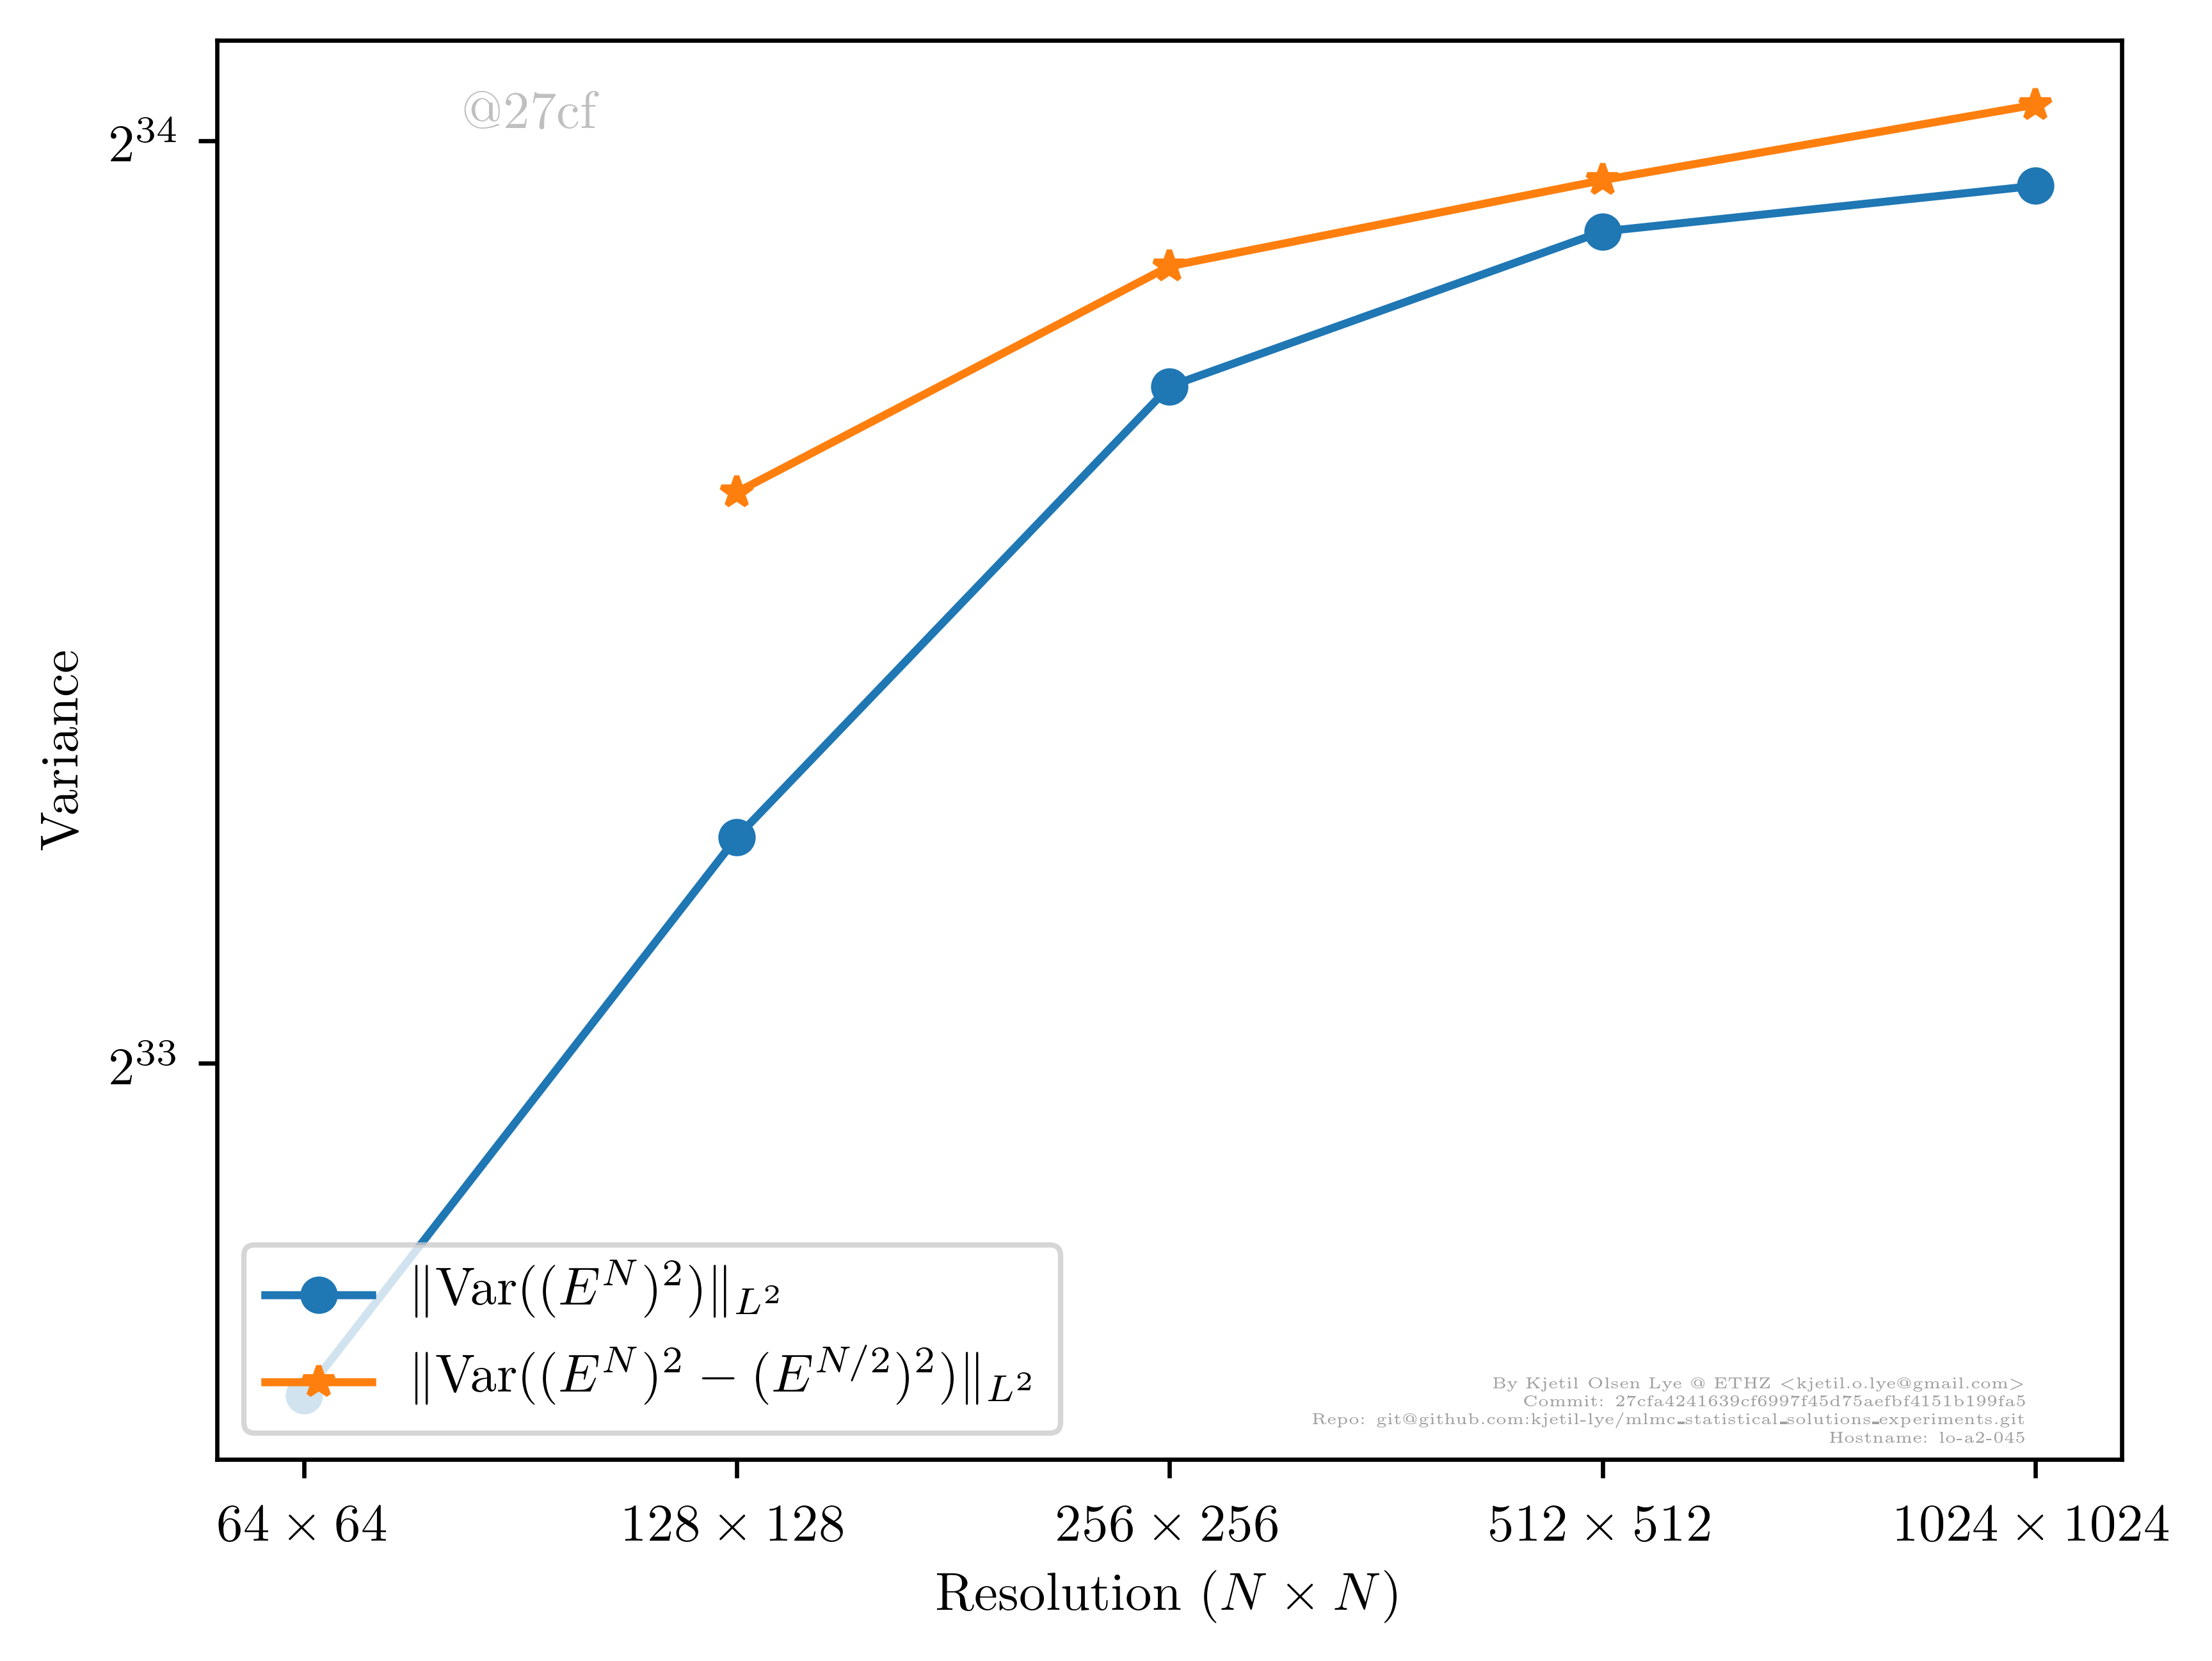 @27cf
2^34
Variance
2^33
‖Var((E^N)^2)‖_{L^2}
‖Var((E^N)^2 − (E^{N/2})^2)‖_{L^2}
By Kjetil Olsen Lye @ ETHZ <kjetil.o.lye@gmail.com>
Commit: 27cfa4241639cf6997f45d75aefbf4151b199fa5
Repo: git@github.com:kjetil-lye/mlmc_statistical_solutions_experiments.git
Hostname: lo-a2-045
64 × 64 128 × 128 256 × 256 512 × 512 1024 × 1024
Resolution (N × N)